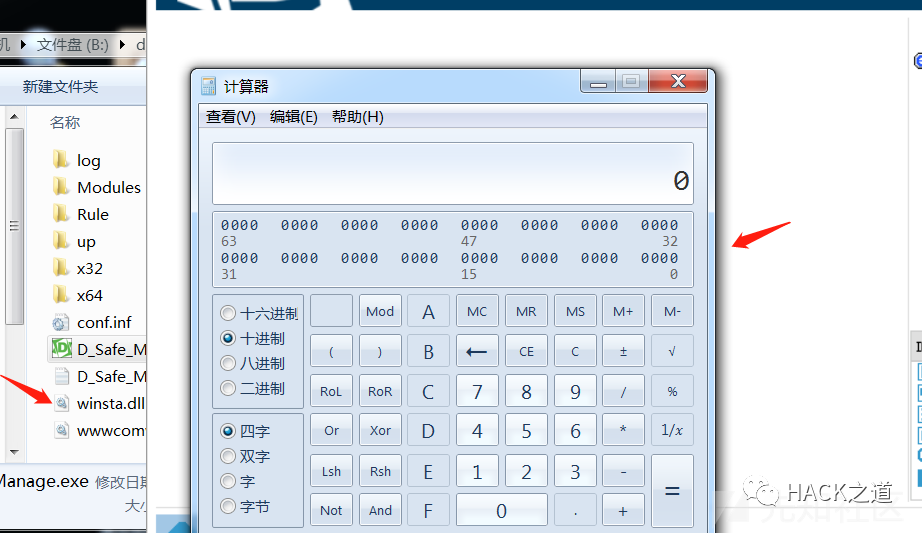 机 ▸ 文件盘 (B:) ▸ d
新建文件夹
名称
log
Modules
Rule
up
x32
x64
conf.inf
D_Safe_M
D_Safe_M
winsta.dll
Manage.exe 修改日期
大小
计算器
查看(V) 编辑(E) 帮助(H)
0
0000 0000 0000 0000 0000 0000 0000 0000
63 47 32
0000 0000 0000 0000 0000 0000 0000 0000
31 15 0
十六进制
十进制
八进制
二进制
四字
双字
字
字节
Mod A MC MR MS M+ M-
( ) B ← CE C ± √
RoL RoR C 7 8 9 / %
Or Xor D 4 5 6 * 1/x
Lsh Rsh E 1 2 3 - =
Not And F 0 . +
HACK之道
先知社区